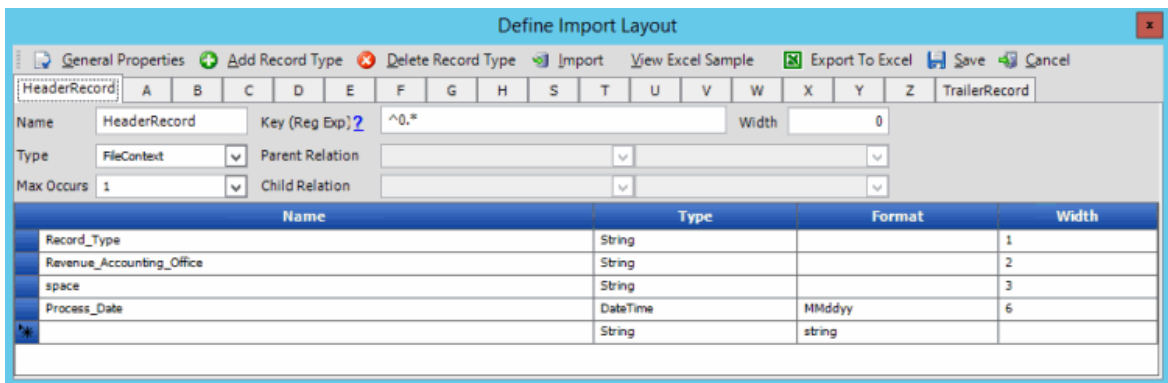 Define Import Layout x
General Properties Add Record Type Delete Record Type Import View Excel Sample Export To Excel Save Cancel
HeaderRecord A B C D E F G H S T U V W X Y Z TrailerRecord
Name HeaderRecord Key (Reg Exp)? ^0.* Width 0
Type FileContext Parent Relation
Max Occurs 1 Child Relation
Name Type Format Width
Record_Type String 1
Revenue_Accounting_Office String 2
space String 3
Process_Date DateTime MMddyy 6
String string